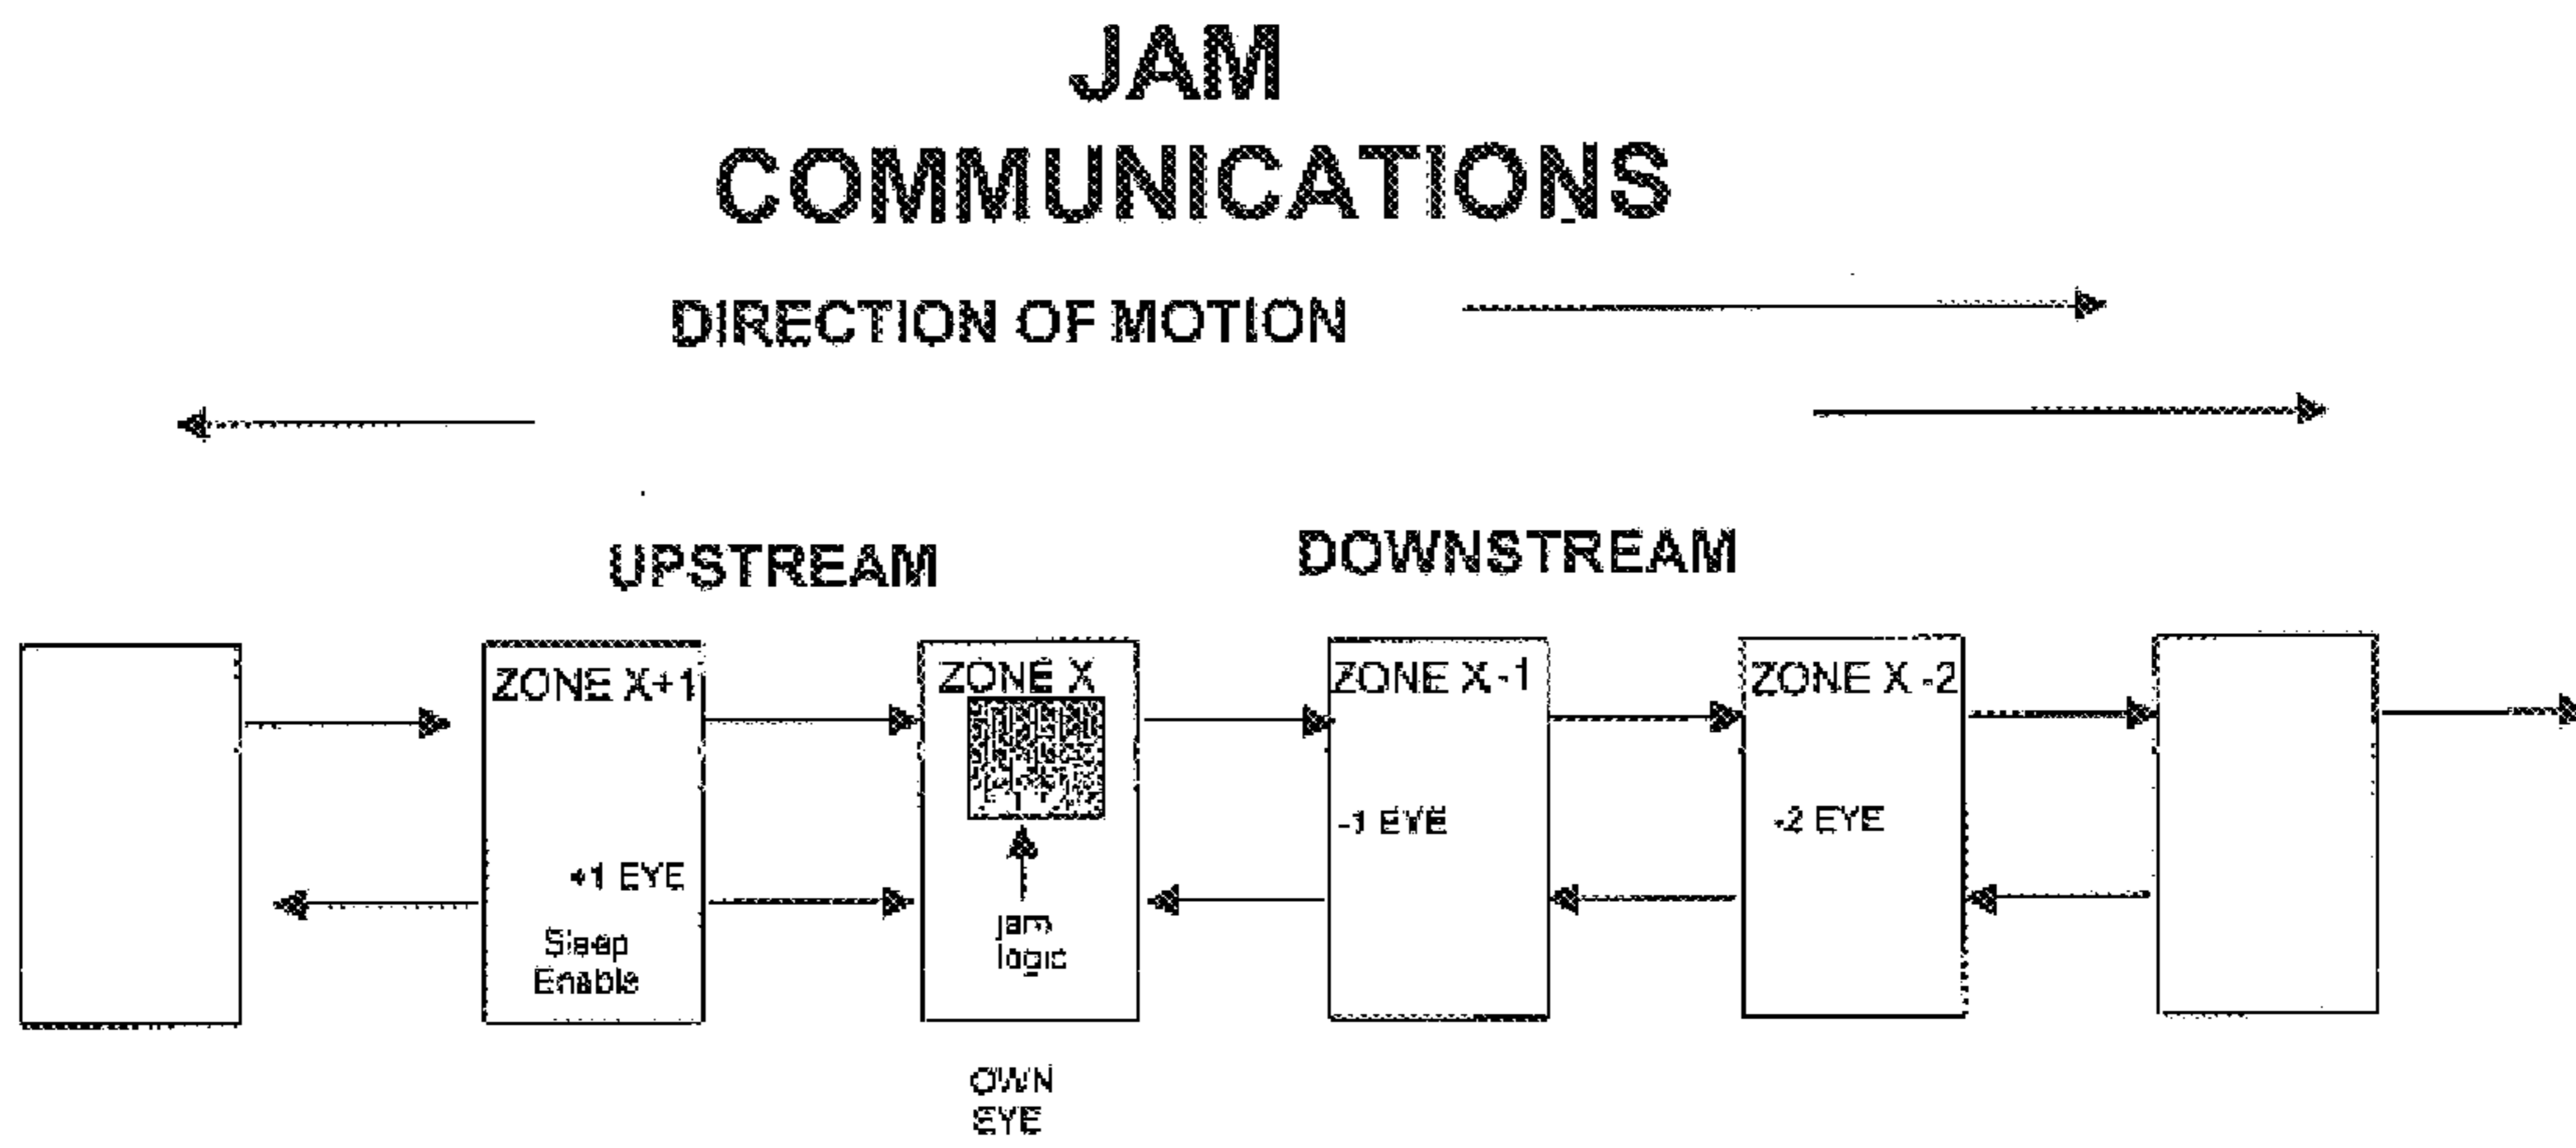 JAM
COMMUNICATIONS
DIRECTION OF MOTION
UPSTREAM
DOWNSTREAM
ZONE X+1
ZONE X
ZONE X-1
ZONE X -2
-1 EYE
-2 EYE
+1 EYE
Sleep
Enable
jam
logic
OWN
EYE